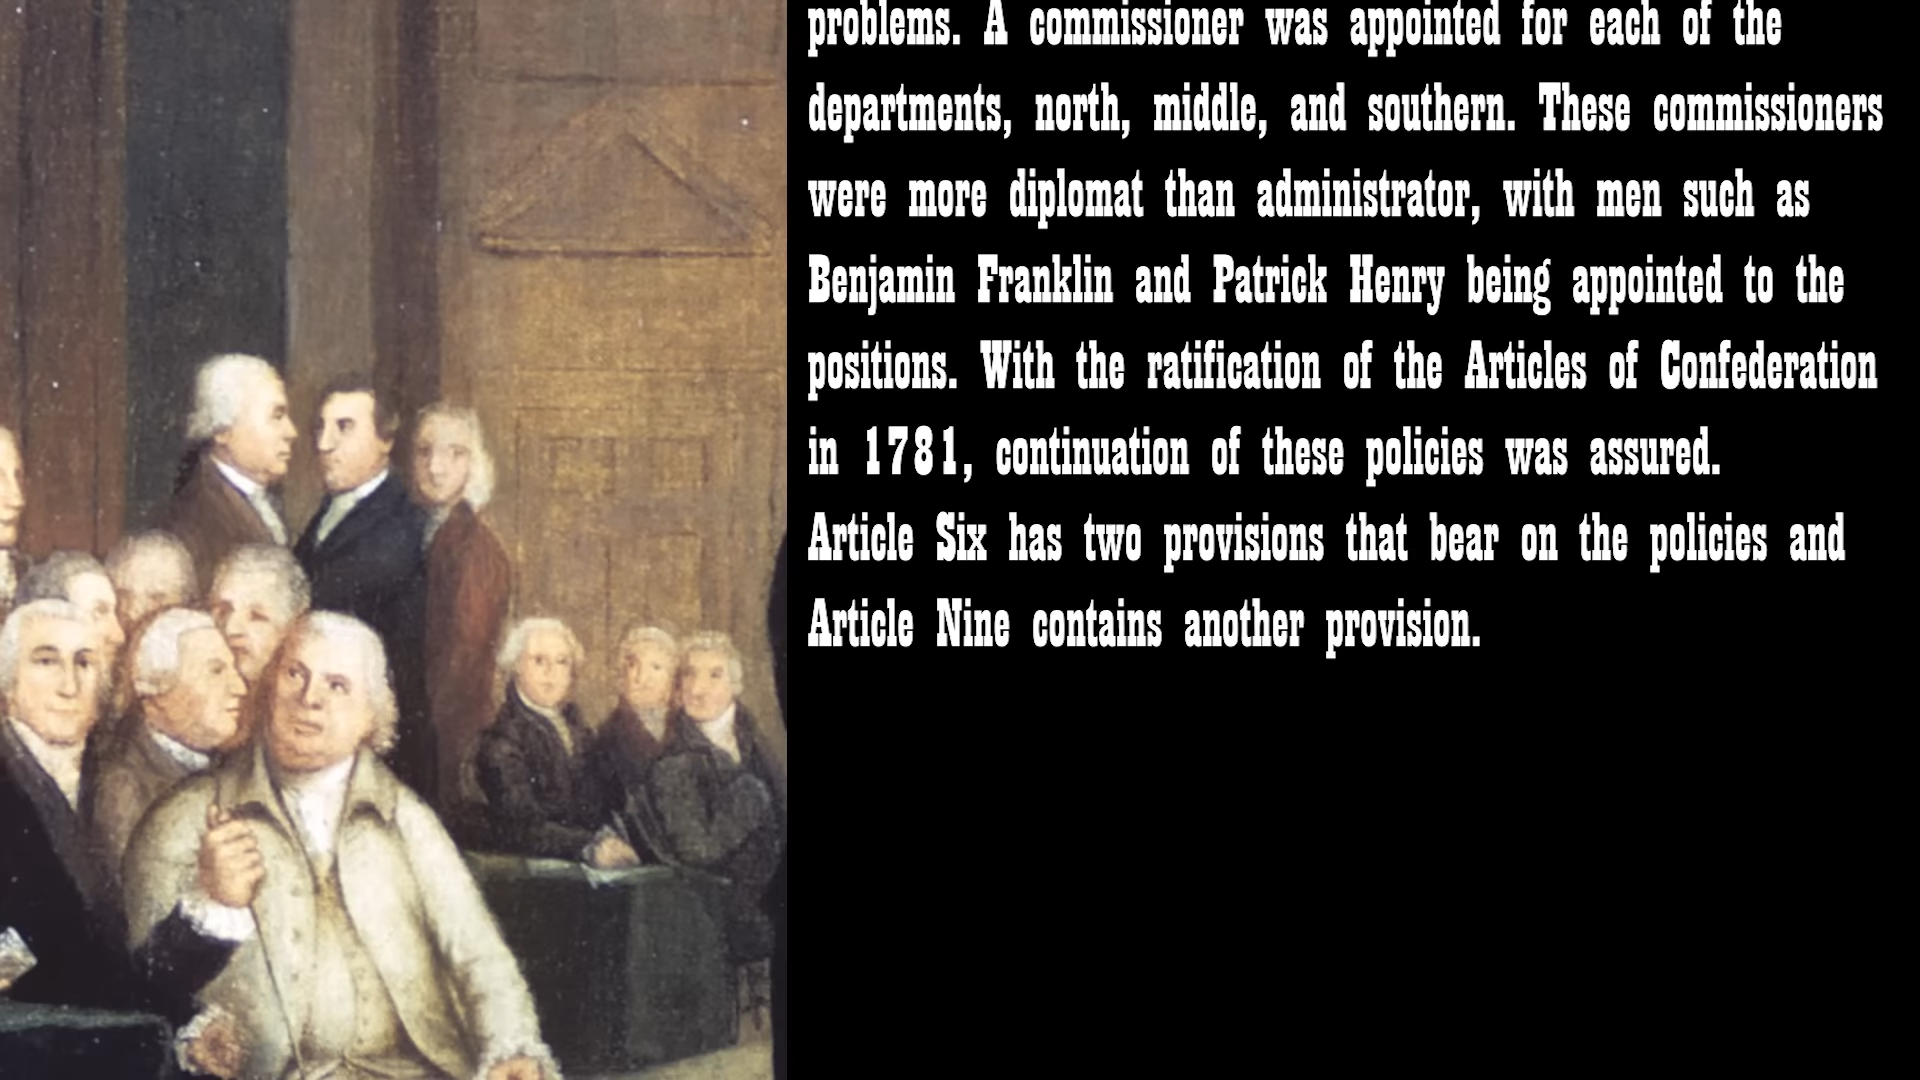 problems. A commissioner was appointed for each of the
departments, north, middle, and southern. These commissioners
were more diplomat than administrator, with men such as
Benjamin Franklin and Patrick Henry being appointed to the
positions. With the ratification of the Articles of Confederation
in 1781, continuation of these policies was assured.
Article Six has two provisions that bear on the policies and
Article Nine contains another provision.